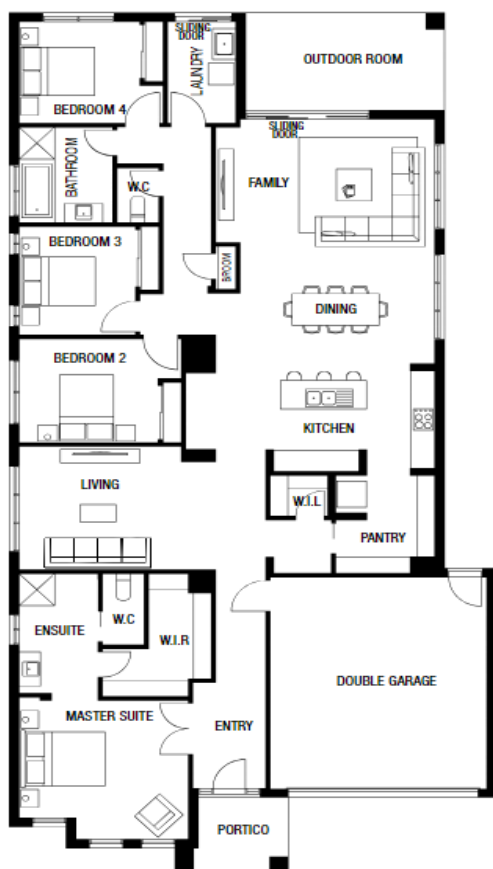 SLIDING
DOOR
LAUNDRY
OUTDOOR ROOM
BEDROOM 4
SLIDING
DOOR
BATHROOM
W.C
FAMILY
BEDROOM 3
BROOM
DINING
BEDROOM 2
KITCHEN
LIVING
W.I.L
PANTRY
W.C
ENSUITE
W.I.R
DOUBLE GARAGE
MASTER SUITE
ENTRY
PORTICO